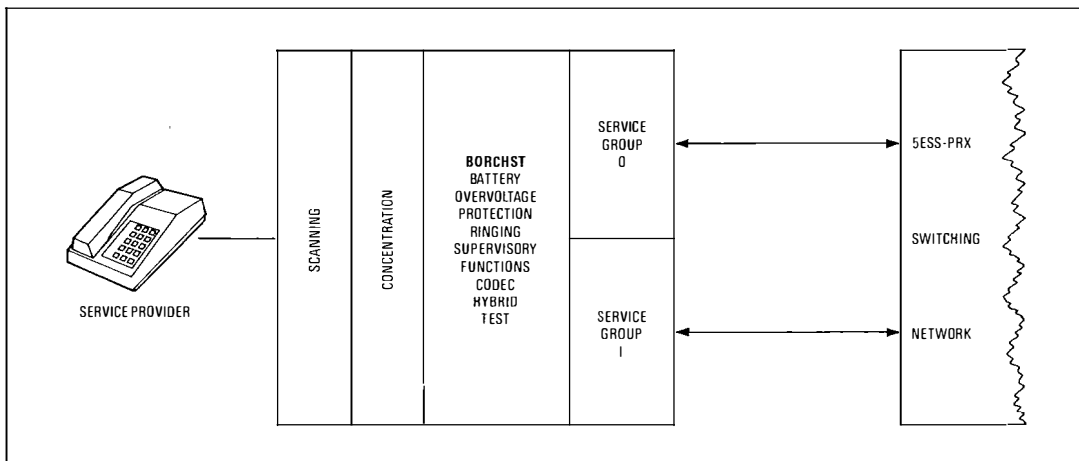 SERVICE PROVIDER
SCANNING
CONCENTRATION
BORCHST
BATTERY
OVERVOLTAGE
PROTECTION
RINGING
SUPERVISORY
FUNCTIONS
CODEC
HYBRID
TEST
SERVICE
GROUP
0
SERVICE
GROUP
I
5ESS-PRX
SWITCHING
NETWORK